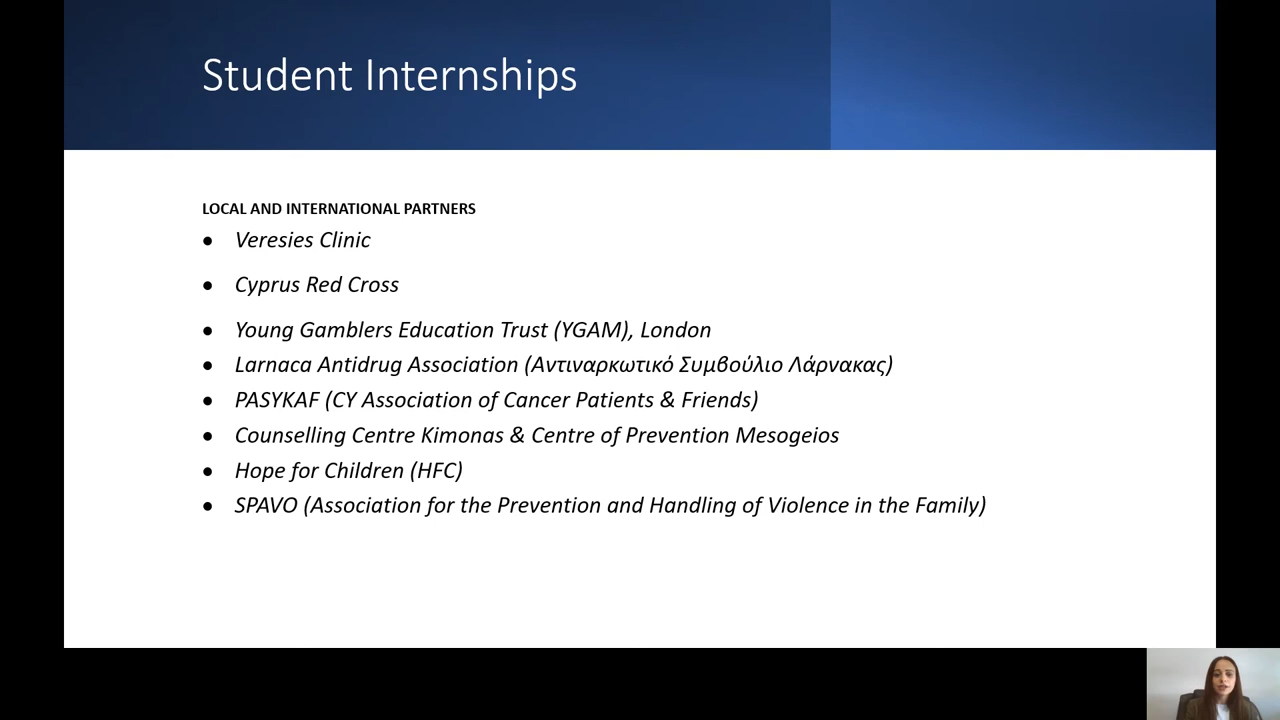 Student Internships
LOCAL AND INTERNATIONAL PARTNERS
• Veresies Clinic
• Cyprus Red Cross
• Young Gamblers Education Trust (YGAM), London
• Larnaca Antidrug Association (Αντιναρκωτικό Συμβούλιο Λάρνακας)
• PASYKAF (CY Association of Cancer Patients & Friends)
• Counselling Centre Kimonas & Centre of Prevention Mesogeios
• Hope for Children (HFC)
• SPAVO (Association for the Prevention and Handling of Violence in the Family)